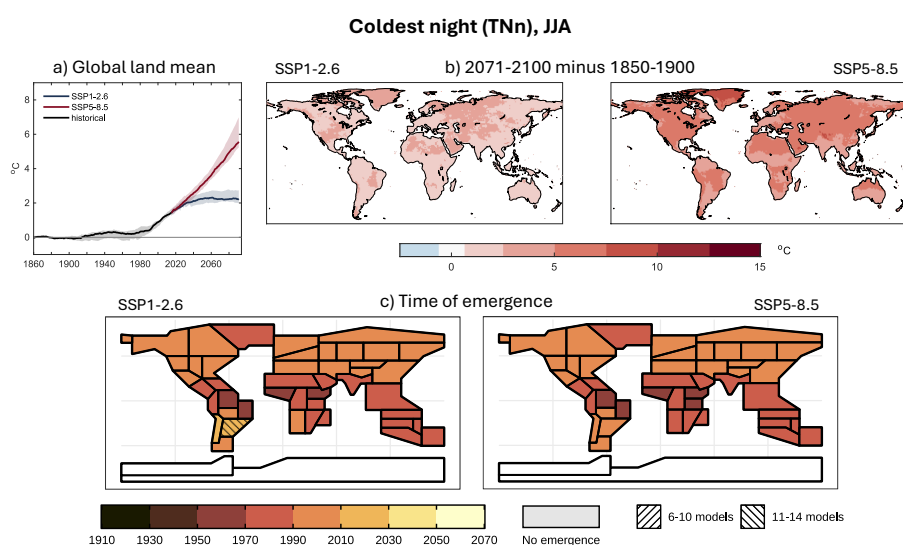 Coldest night (TNn), JJA
a) Global land mean
SSP1-2.6
b) 2071-2100 minus 1850-1900
SSP5-8.5
SSP1-2.6
SSP5-8.5
historical
°C
8
6
4
2
0
1860 1900 1940 1980 2020 2060
0 5 10 15
°C
SSP1-2.6
c) Time of emergence
SSP5-8.5
1910 1930 1950 1970 1990 2010 2030 2050 2070
No emergence
6-10 models
11-14 models